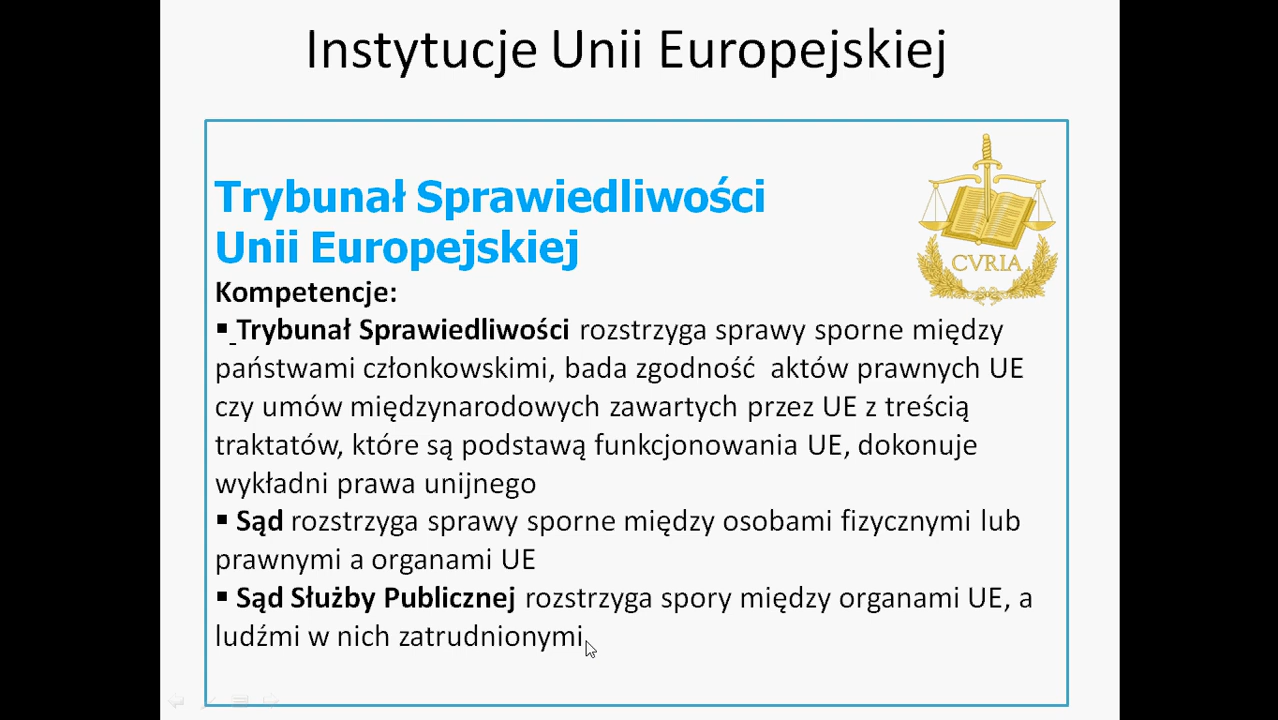 Instytucje Unii Europejskiej
CVRIA
Trybunał Sprawiedliwości
Unii Europejskiej
Kompetencje:
▪ Trybunał Sprawiedliwości rozstrzyga sprawy sporne między
państwami członkowskimi, bada zgodność aktów prawnych UE
czy umów międzynarodowych zawartych przez UE z treścią
traktatów, które są podstawą funkcjonowania UE, dokonuje
wykładni prawa unijnego
▪ Sąd rozstrzyga sprawy sporne między osobami fizycznymi lub
prawnymi a organami UE
▪ Sąd Służby Publicznej rozstrzyga spory między organami UE, a
ludźmi w nich zatrudnionymi